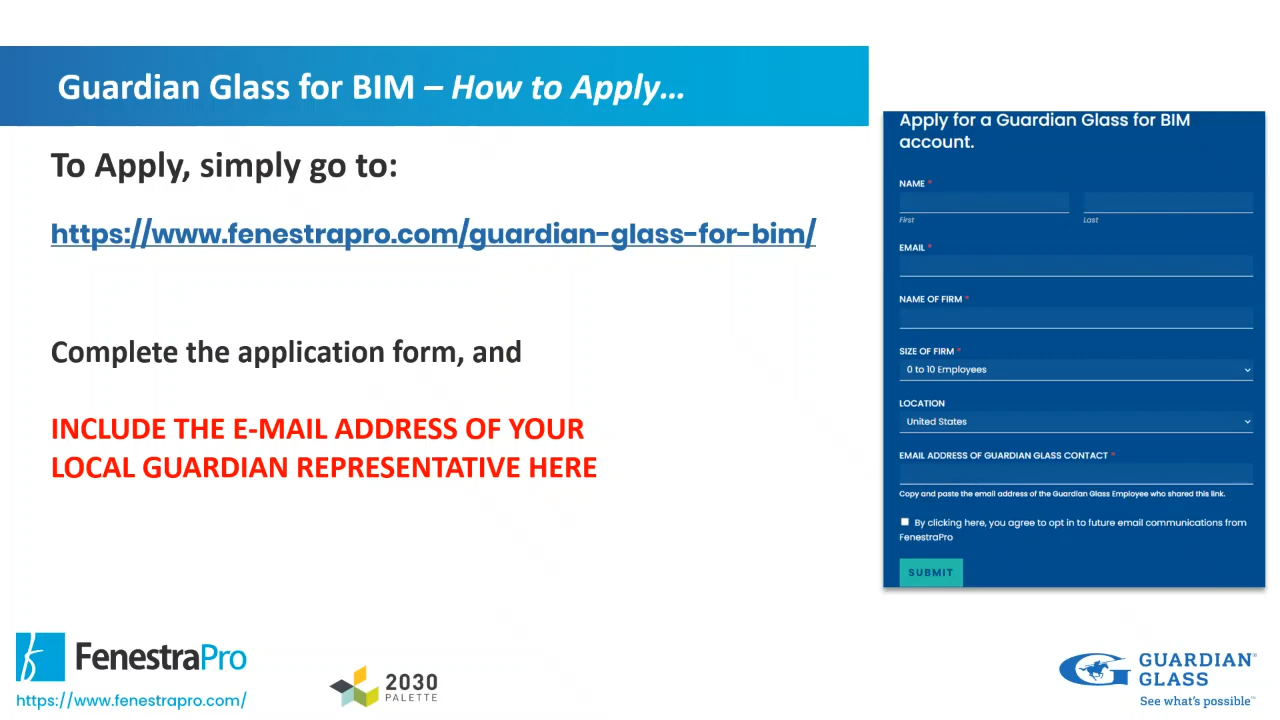 Guardian Glass for BIM – How to Apply...
To Apply, simply go to:
https://www.fenestrapro.com/guardian-glass-for-bim/
Complete the application form, and
INCLUDE THE E-MAIL ADDRESS OF YOUR
LOCAL GUARDIAN REPRESENTATIVE HERE
Apply for a Guardian Glass for BIM
account.
NAME *
First Last
EMAIL *
NAME OF FIRM *
SIZE OF FIRM *
0 to 10 Employees
LOCATION
United States
EMAIL ADDRESS OF GUARDIAN GLASS CONTACT *
Copy and paste the email address of the Guardian Glass Employee who shared this link.
By clicking here, you agree to opt in to future email communications from
FenestraPro
SUBMIT
FenestraPro
https://www.fenestrapro.com/
2030
PALETTE
GUARDIAN®
GLASS
See what's possible™